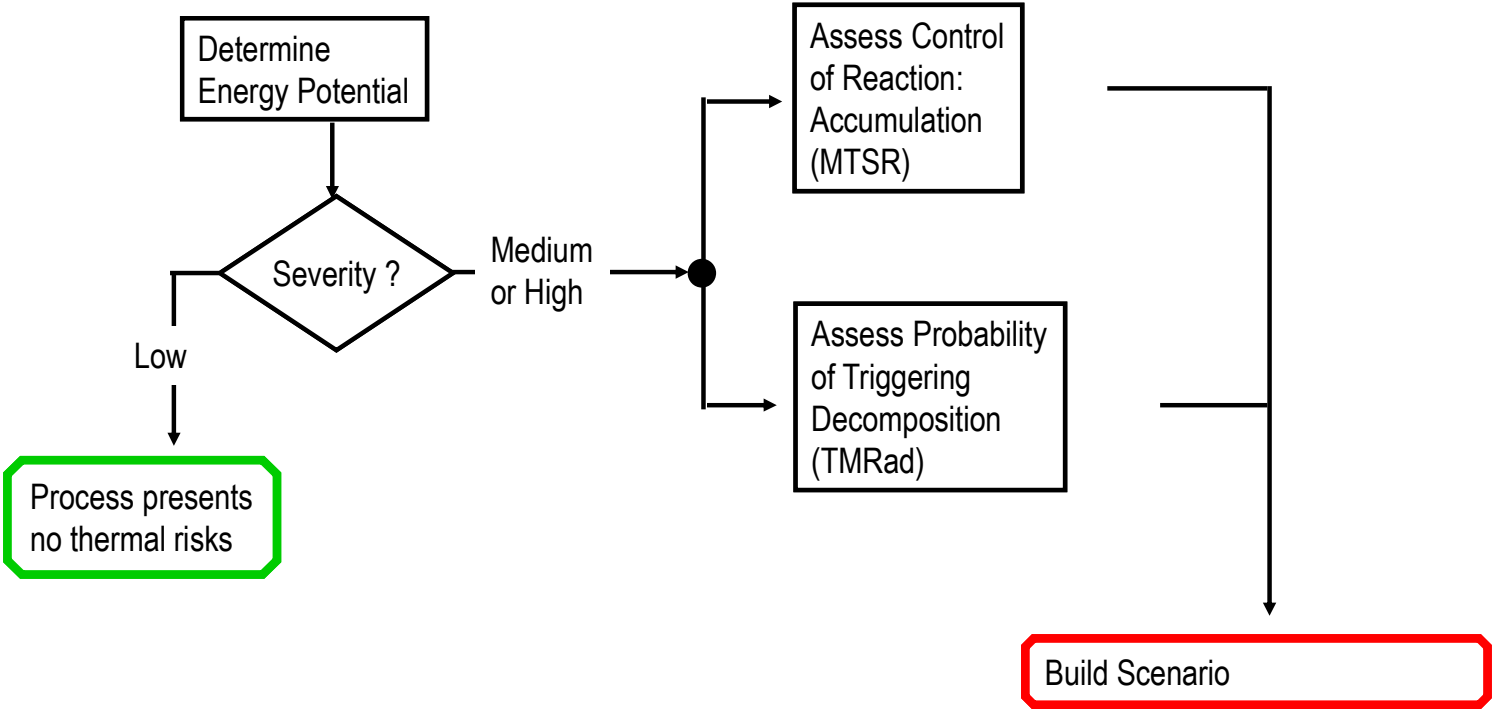 Determine
Energy Potential
Severity ?
Low
Process presents
no thermal risks
Medium
or High
Assess Control
of Reaction:
Accumulation
(MTSR)
Assess Probability
of Triggering
Decomposition
(TMRad)
Build Scenario